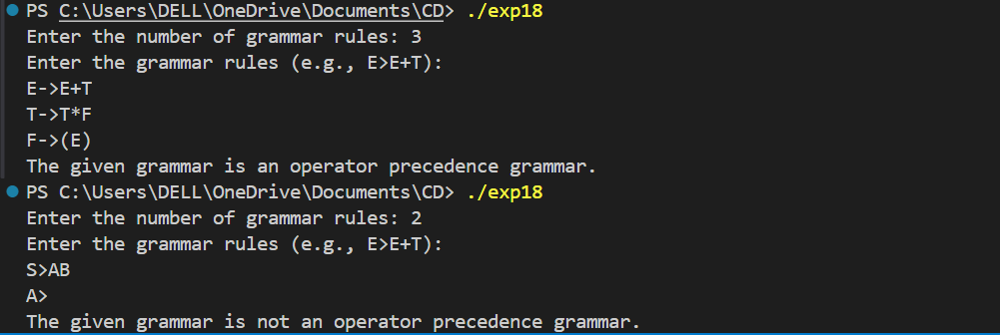 PS C:\Users\DELL\OneDrive\Documents\CD> ./exp18
Enter the number of grammar rules: 3
Enter the grammar rules (e.g., E>E+T):
E->E+T
T->T*F
F->(E)
The given grammar is an operator precedence grammar.
PS C:\Users\DELL\OneDrive\Documents\CD> ./exp18
Enter the number of grammar rules: 2
Enter the grammar rules (e.g., E>E+T):
S>AB
A>
The given grammar is not an operator precedence grammar.